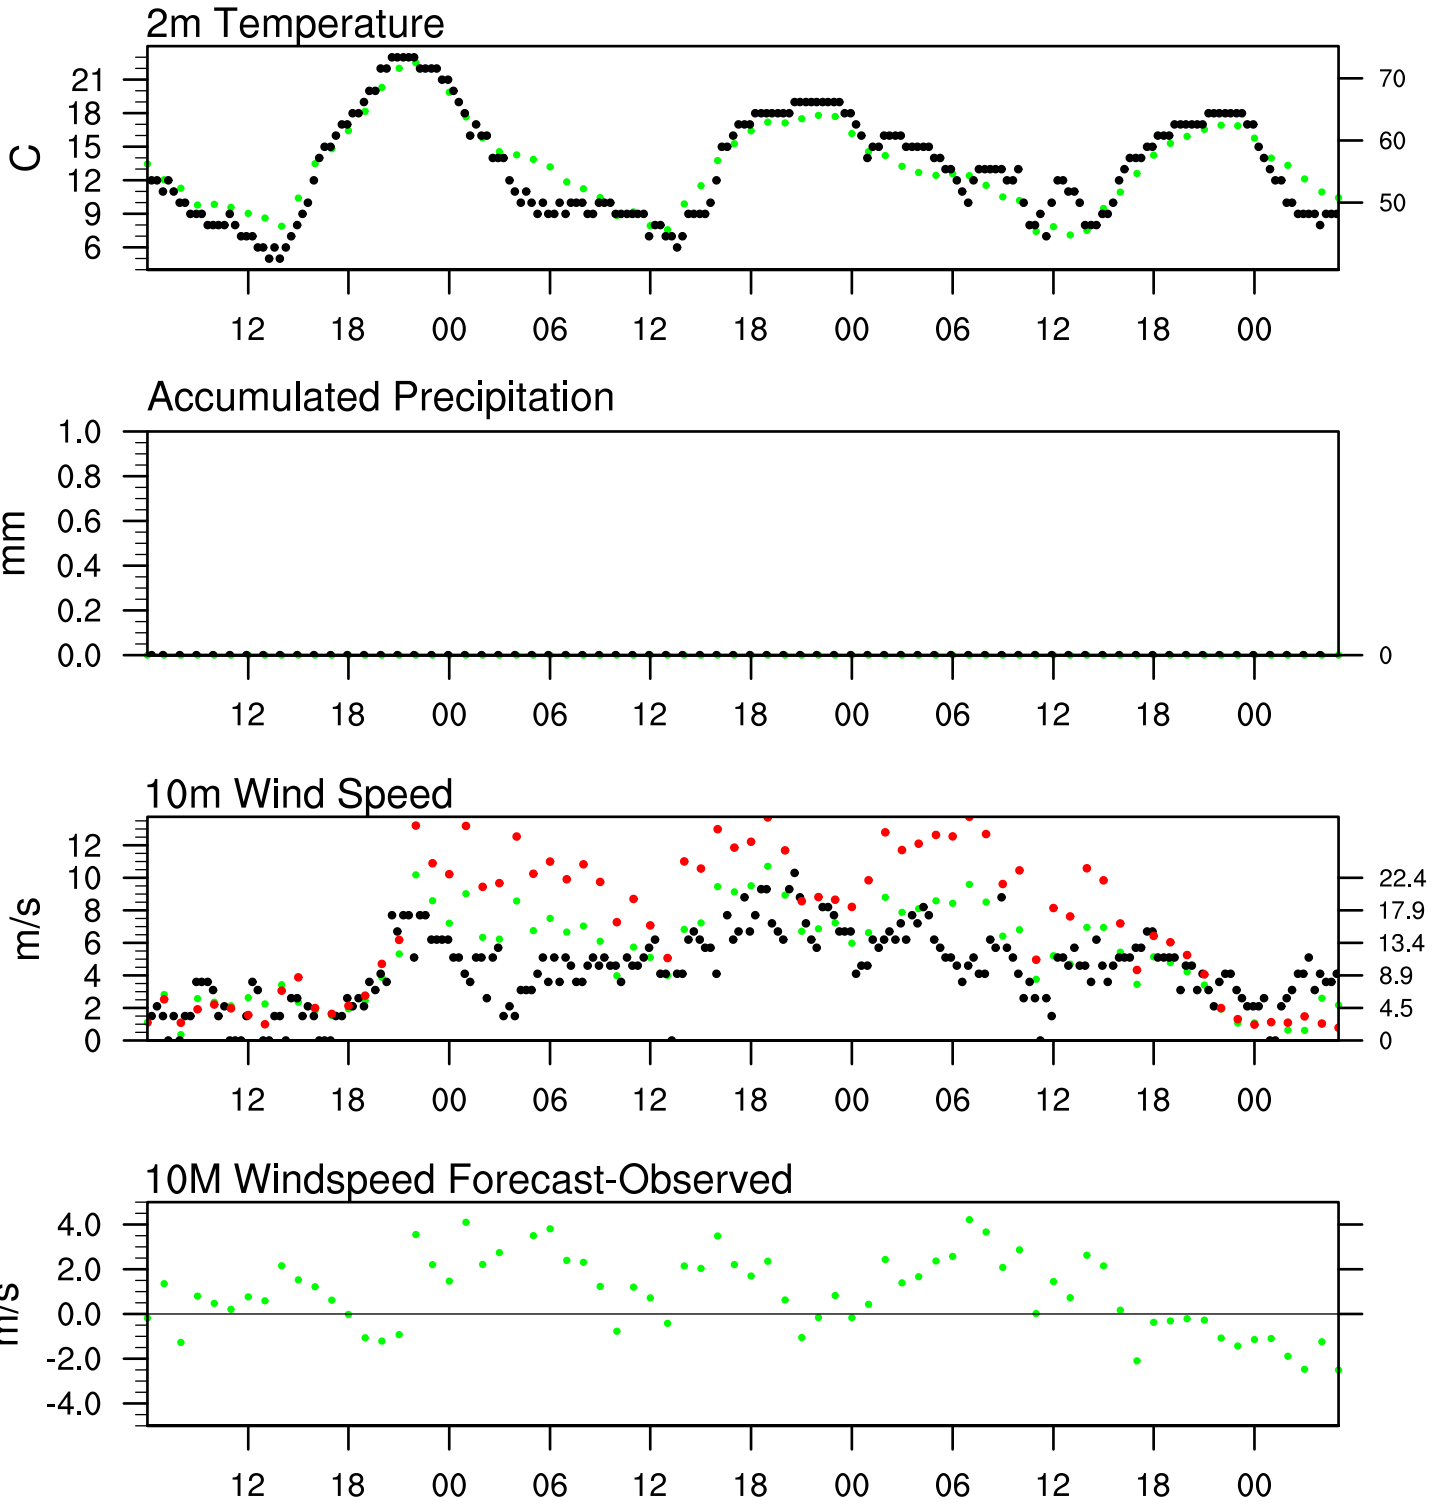 2m Temperature
21
18
15
12
9
6
C
70
60
50
12 18 00 06 12 18 00 06 12 18 00
Accumulated Precipitation
1.0
0.8
0.6
0.4
0.2
0.0
mm
0
12 18 00 06 12 18 00 06 12 18 00
10m Wind Speed
12
10
8
6
4
2
0
m/s
22.4
17.9
13.4
8.9
4.5
0
12 18 00 06 12 18 00 06 12 18 00
10M Windspeed Forecast-Observed
4.0
2.0
0.0
-2.0
-4.0
m/s
12 18 00 06 12 18 00 06 12 18 00